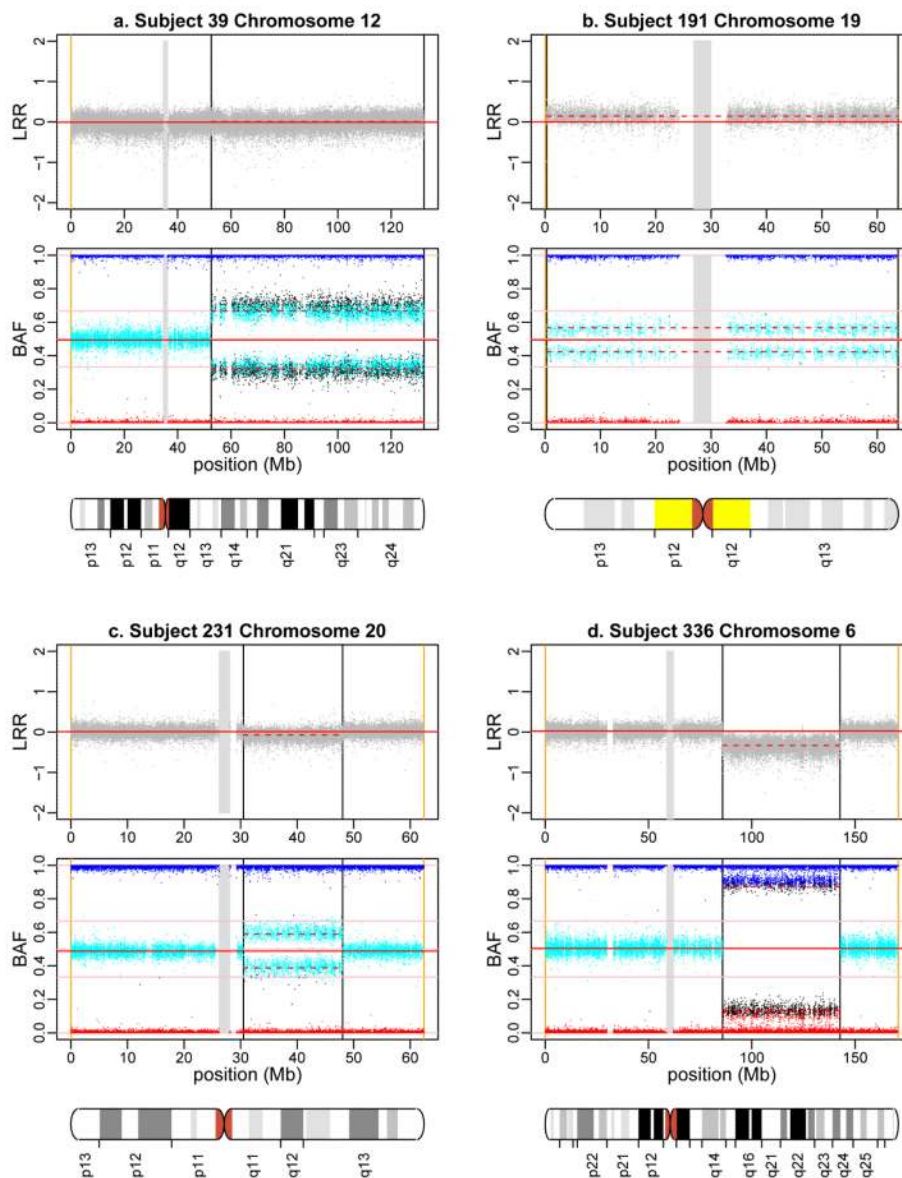 a. Subject 39 Chromosome 12
LRR
2
1
0
−1
−2
0 20 40 60 80 100 120
BAF
1.0
0.8
0.6
0.4
0.2
0.0
0 20 40 60 80 100 120
position (Mb)
p13 p12 p11 q12 q13 q14 q21 q23 q24
b. Subject 191 Chromosome 19
LRR
2
1
0
−1
−2
0 10 20 30 40 50 60
BAF
1.0
0.8
0.6
0.4
0.2
0.0
0 10 20 30 40 50 60
position (Mb)
p13 p12 q12 q13
c. Subject 231 Chromosome 20
LRR
2
1
0
−1
−2
0 10 20 30 40 50 60
BAF
1.0
0.8
0.6
0.4
0.2
0.0
0 10 20 30 40 50 60
position (Mb)
p13 p12 p11 q11 q12 q13
d. Subject 336 Chromosome 6
LRR
2
1
0
−1
−2
0 50 100 150
BAF
1.0
0.8
0.6
0.4
0.2
0.0
0 50 100 150
position (Mb)
p22 p21 p12 q14 q16 q21 q22 q23 q24 q25